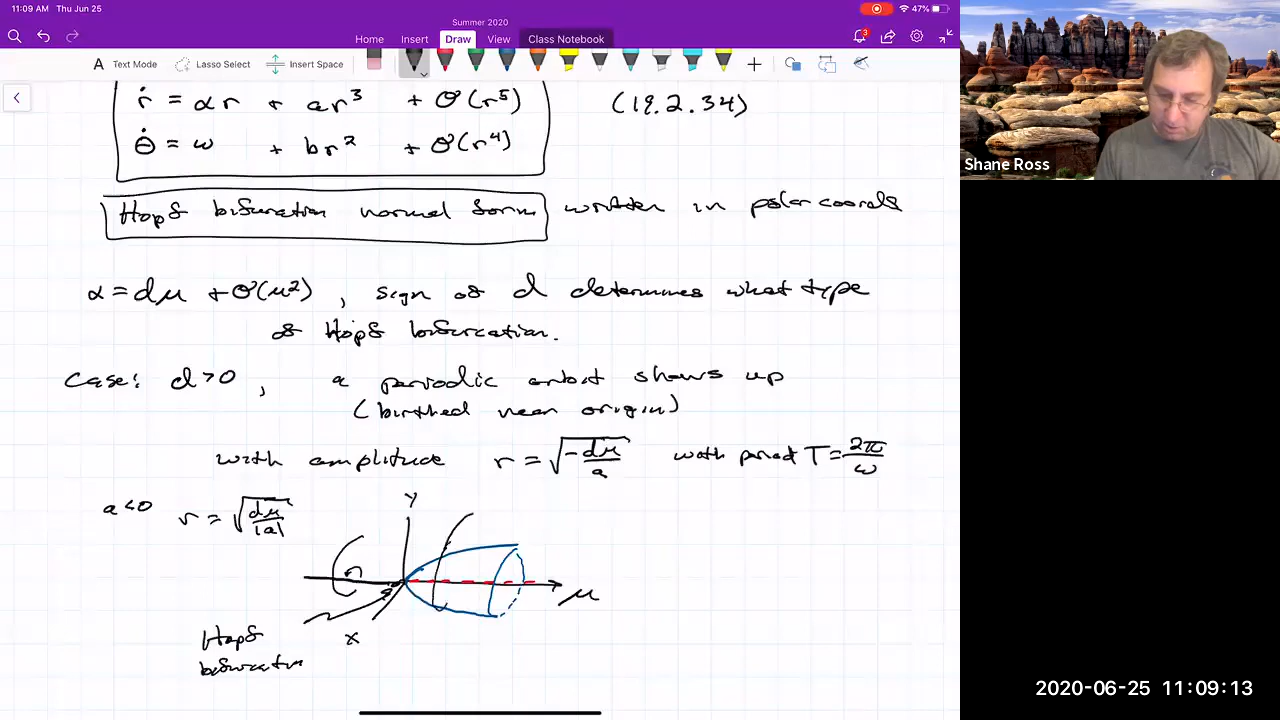 11:09 AM Thu Jun 25
47%
Summer 2020
Home Insert Draw View Class Notebook
3
A Text Mode Lasso Select Insert Space
ṙ = αr + ar³ + O(r⁵) (19.2.34)
θ̇ = ω + br² + O(r⁴)
Hopf bifurcation normal form written in polar coords
α = dμ + O(μ²), sign of d determines what type
of Hopf bifurcation.
Case: d>0, a periodic orbit shows up
(birthed near origin)
with amplitude r = √(-dμ/a) with period T = 2π/ω
a<0 r = √(dμ/|a|)
y
μ
x
Hopf
bifurcatin
Shane Ross
2020-06-25 11:09:13